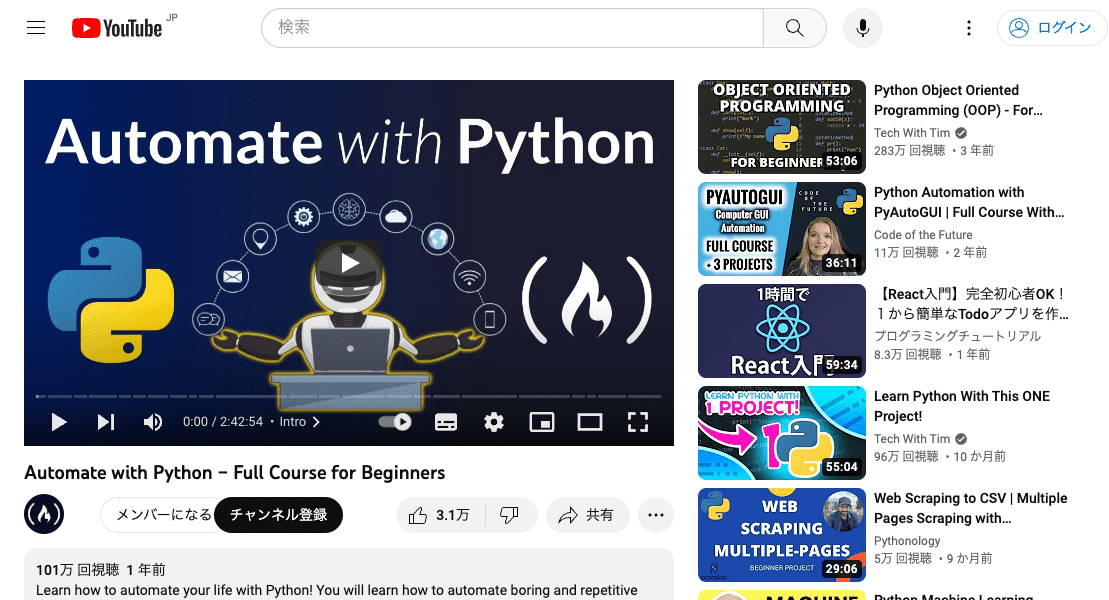 YouTube JP
検索
ログイン
Automate with Python
0:00 / 2:42:54 • Intro
Automate with Python – Full Course for Beginners
メンバーになる
チャンネル登録
3.1万
共有
101万 回視聴 1 年前
Learn how to automate your life with Python! You will learn how to automate boring and repetitive
OBJECT ORIENTED
PROGRAMMING
FOR BEGINNER
53:06
Python Object Oriented
Programming (OOP) - For…
Tech With Tim
283万 回視聴 • 3 年前
PYAUTOGUI
Computer GUI
Automation
FULL COURSE
+ 3 PROJECTS
CODE
OF
THE
FUTURE
36:11
Python Automation with
PyAutoGUI | Full Course With…
Code of the Future
11万 回視聴 • 2 年前
1時間で
React入門
59:34
【React入門】完全初心者OK！
１から簡単なTodoアプリを作…
プログラミングチュートリアル
8.3万 回視聴 • 1 年前
LEARN PYTHON WITH
1 PROJECT!
1
55:04
Learn Python With This ONE
Project!
Tech With Tim
96万 回視聴 • 10 か月前
WEB
SCRAPING
MULTIPLE-PAGES
BEGINNER PROJECT
29:06
Web Scraping to CSV | Multiple
Pages Scraping with…
Pythonology
5万 回視聴 • 9 か月前
MACHINE
Python Machine Learning